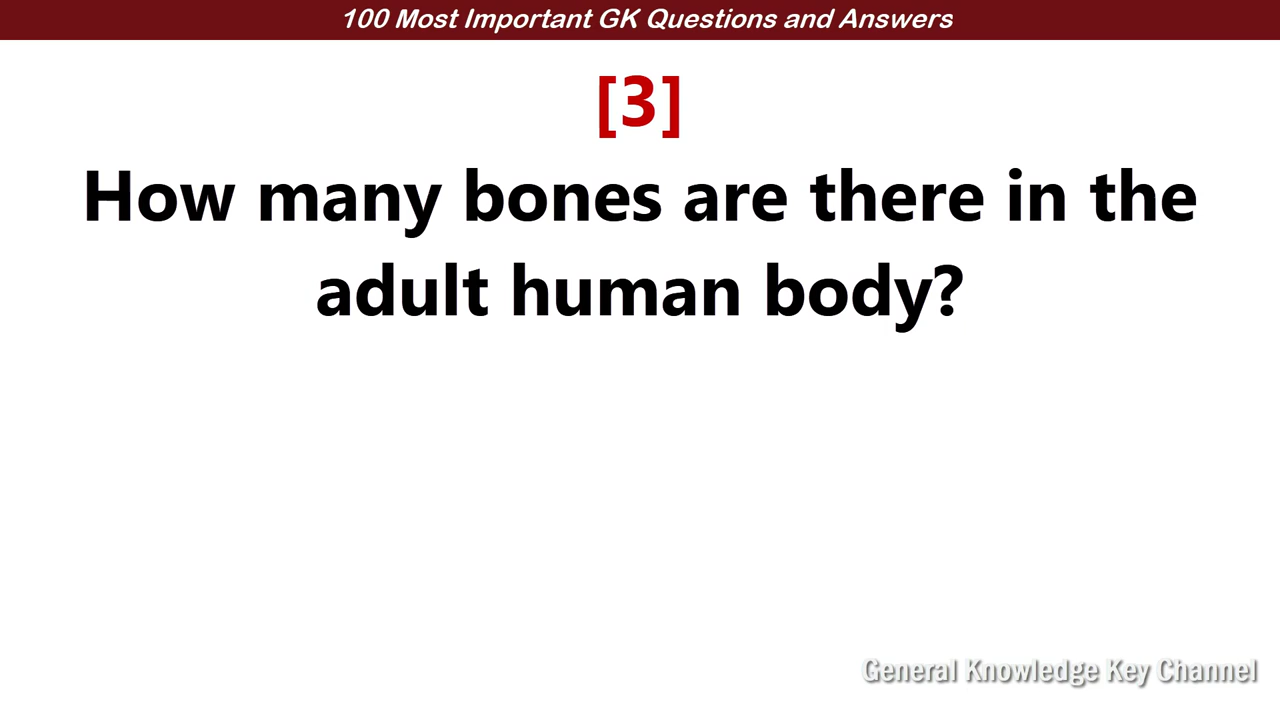 100 Most Important GK Questions and Answers
[3]
How many bones are there in the
adult human body?
General Knowledge Key Channel